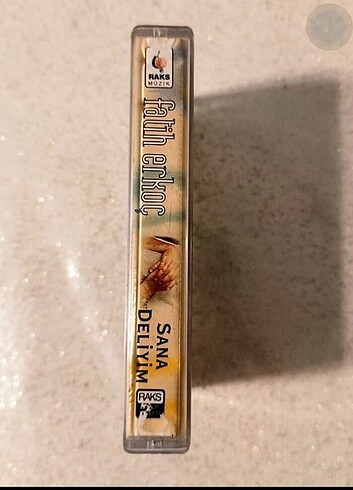 RAKS
MÜZİK
fatih erkoç
SANA
DELİYİM
RAKS